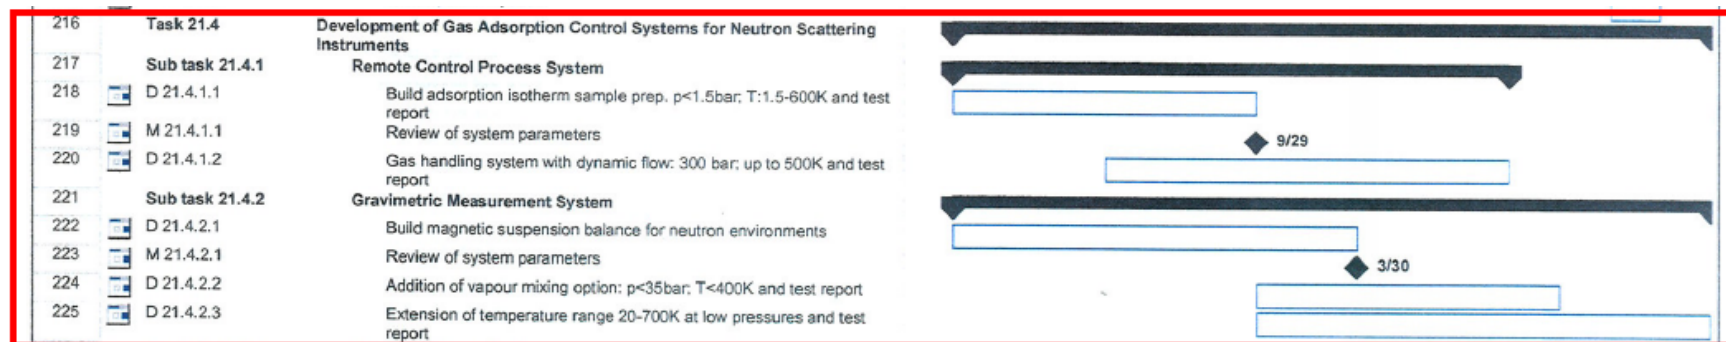 216 Task 21.4 Development of Gas Adsorption Control Systems for Neutron Scattering
Instruments
217 Sub task 21.4.1 Remote Control Process System
218 D 21.4.1.1 Build adsorption isotherm sample prep. p<1.5bar; T:1.5-600K and test
report
219 M 21.4.1.1 Review of system parameters
9/29
220 D 21.4.1.2 Gas handling system with dynamic flow: 300 bar; up to 500K and test
report
221 Sub task 21.4.2 Gravimetric Measurement System
222 D 21.4.2.1 Build magnetic suspension balance for neutron environments
223 M 21.4.2.1 Review of system parameters
3/30
224 D 21.4.2.2 Addition of vapour mixing option: p<35bar; T<400K and test report
225 D 21.4.2.3 Extension of temperature range 20-700K at low pressures and test
report